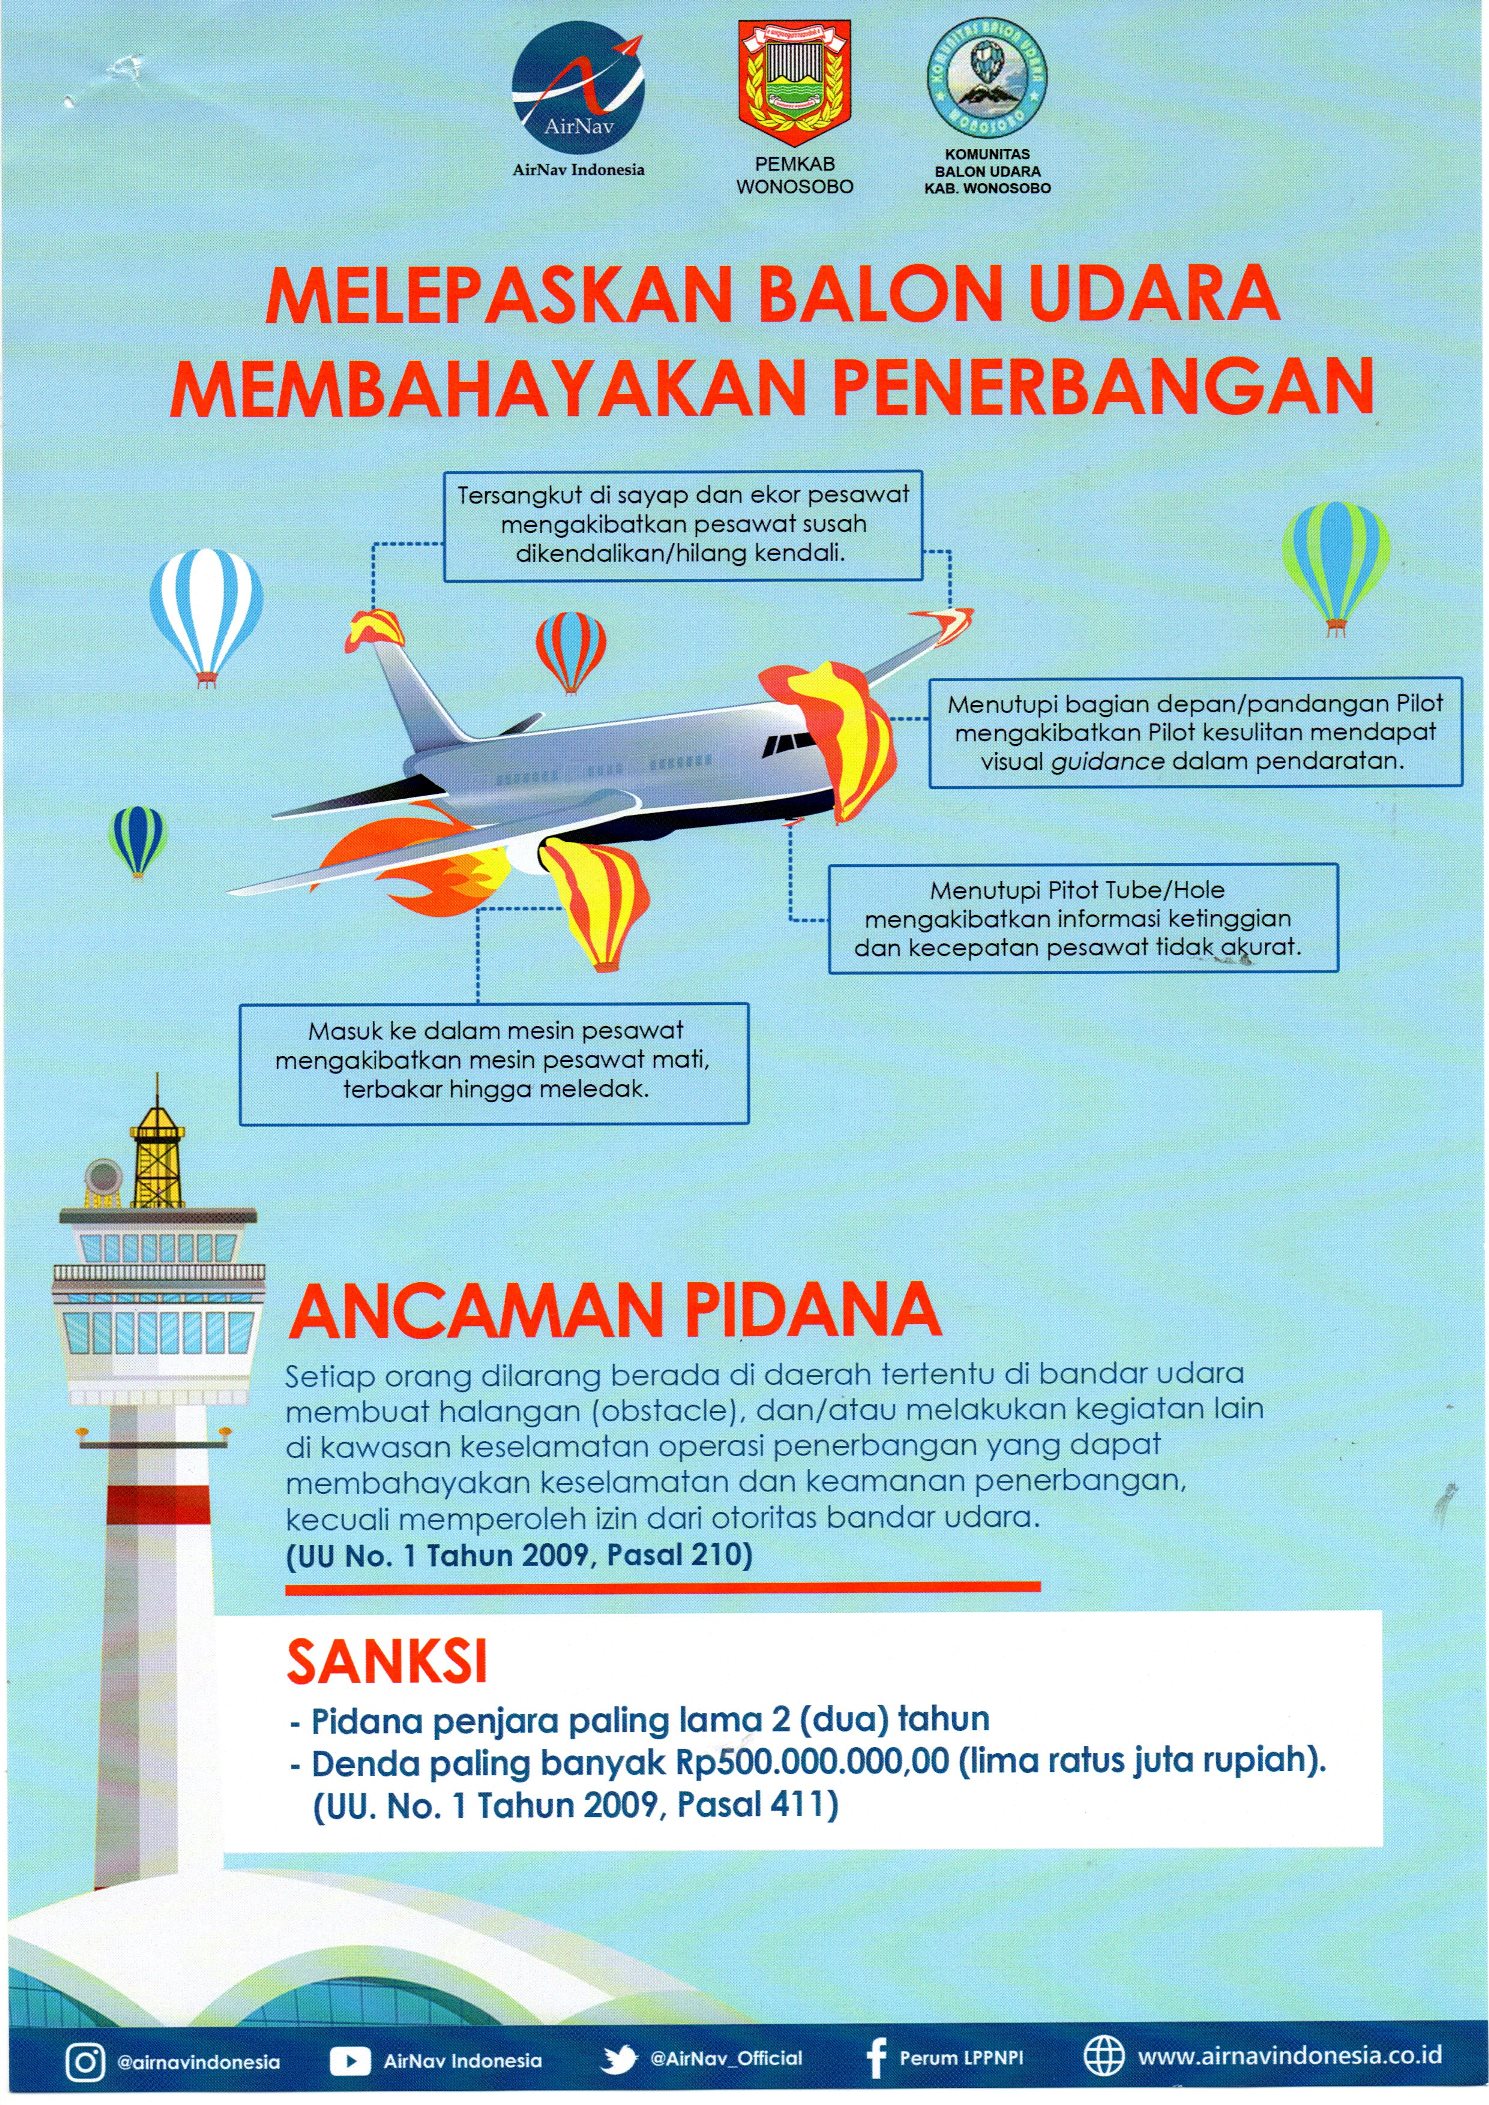 AirNav
AirNav Indonesia
PEMKAB
WONOSOBO
KOMUNITAS BALON UDARA
WONOSOBO
KOMUNITAS
BALON UDARA
KAB. WONOSOBO
MELEPASKAN BALON UDARA
MEMBAHAYAKAN PENERBANGAN
Tersangkut di sayap dan ekor pesawat
mengakibatkan pesawat susah
dikendalikan/hilang kendali.
Menutupi bagian depan/pandangan Pilot
mengakibatkan Pilot kesulitan mendapat
visual guidance dalam pendaratan.
Menutupi Pitot Tube/Hole
mengakibatkan informasi ketinggian
dan kecepatan pesawat tidak akurat.
Masuk ke dalam mesin pesawat
mengakibatkan mesin pesawat mati,
terbakar hingga meledak.
ANCAMAN PIDANA
Setiap orang dilarang berada di daerah tertentu di bandar udara
membuat halangan (obstacle), dan/atau melakukan kegiatan lain
di kawasan keselamatan operasi penerbangan yang dapat
membahayakan keselamatan dan keamanan penerbangan,
kecuali memperoleh izin dari otoritas bandar udara.
(UU No. 1 Tahun 2009, Pasal 210)
SANKSI
- Pidana penjara paling lama 2 (dua) tahun
- Denda paling banyak Rp500.000.000,00 (lima ratus juta rupiah).
(UU. No. 1 Tahun 2009, Pasal 411)
@airnavindonesia
AirNav Indonesia
@AirNav_Official
Perum LPPNPI
www.airnavindonesia.co.id